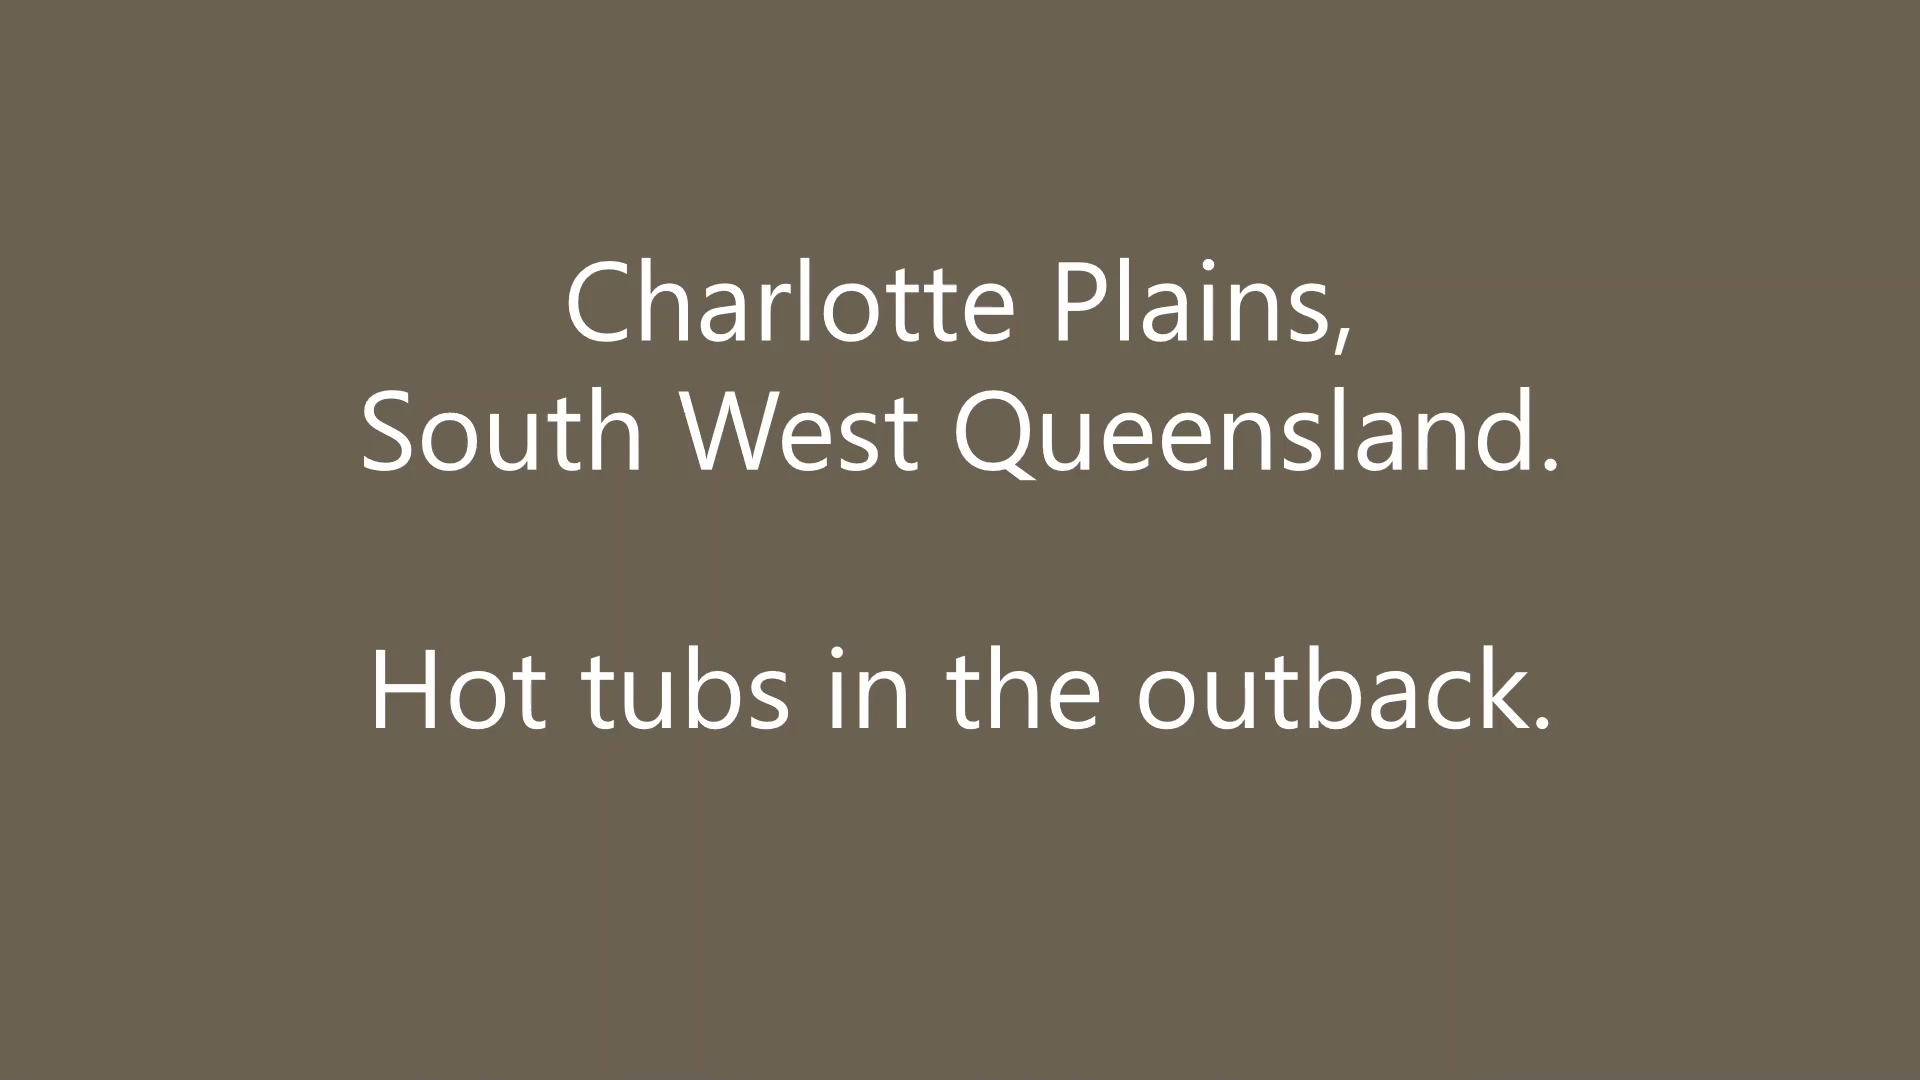 Charlotte Plains,
South West Queensland.
Hot tubs in the outback.